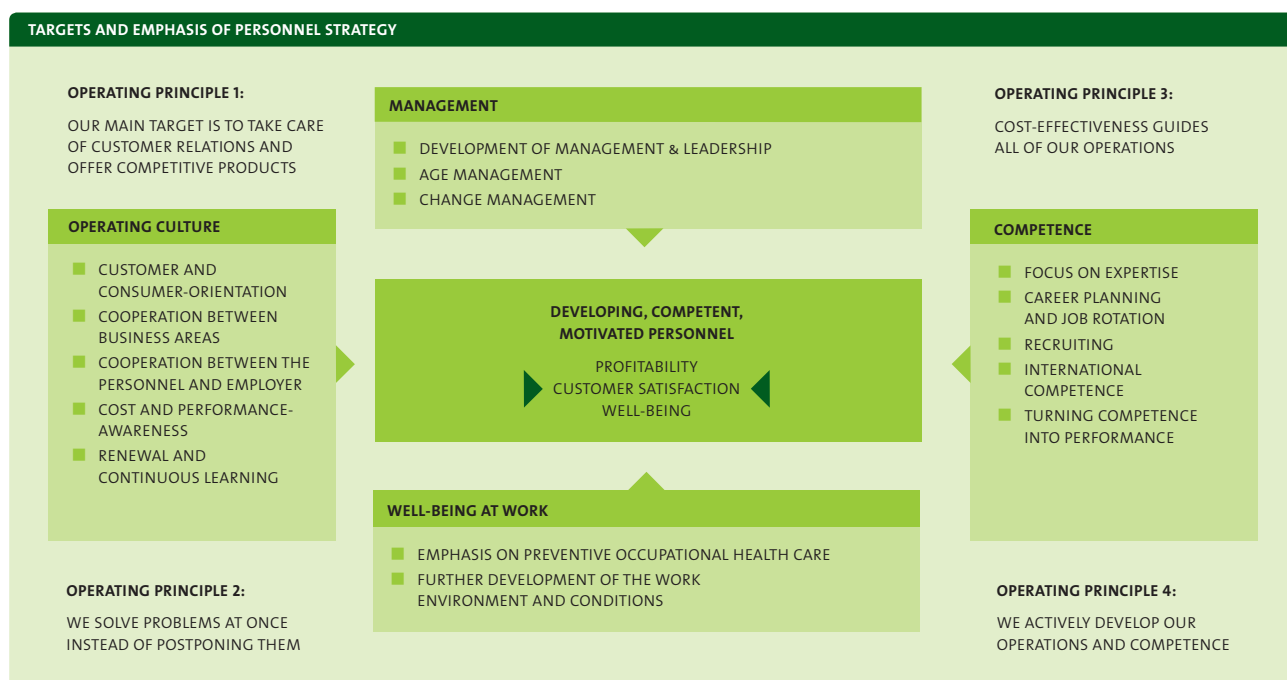 TARGETS AND EMPHASIS OF PERSONNEL STRATEGY
OPERATING PRINCIPLE 1:
OUR MAIN TARGET IS TO TAKE CARE
OF CUSTOMER RELATIONS AND
OFFER COMPETITIVE PRODUCTS
MANAGEMENT
DEVELOPMENT OF MANAGEMENT & LEADERSHIP
AGE MANAGEMENT
CHANGE MANAGEMENT
OPERATING PRINCIPLE 3:
COST-EFFECTIVENESS GUIDES
ALL OF OUR OPERATIONS
OPERATING CULTURE
CUSTOMER AND
CONSUMER-ORIENTATION
COOPERATION BETWEEN
BUSINESS AREAS
COOPERATION BETWEEN THE
PERSONNEL AND EMPLOYER
COST AND PERFORMANCE-
AWARENESS
RENEWAL AND
CONTINUOUS LEARNING
DEVELOPING, COMPETENT,
MOTIVATED PERSONNEL
PROFITABILITY
CUSTOMER SATISFACTION
WELL-BEING
COMPETENCE
FOCUS ON EXPERTISE
CAREER PLANNING
AND JOB ROTATION
RECRUITING
INTERNATIONAL
COMPETENCE
TURNING COMPETENCE
INTO PERFORMANCE
WELL-BEING AT WORK
EMPHASIS ON PREVENTIVE OCCUPATIONAL HEALTH CARE
FURTHER DEVELOPMENT OF THE WORK
ENVIRONMENT AND CONDITIONS
OPERATING PRINCIPLE 2:
WE SOLVE PROBLEMS AT ONCE
INSTEAD OF POSTPONING THEM
OPERATING PRINCIPLE 4:
WE ACTIVELY DEVELOP OUR
OPERATIONS AND COMPETENCE